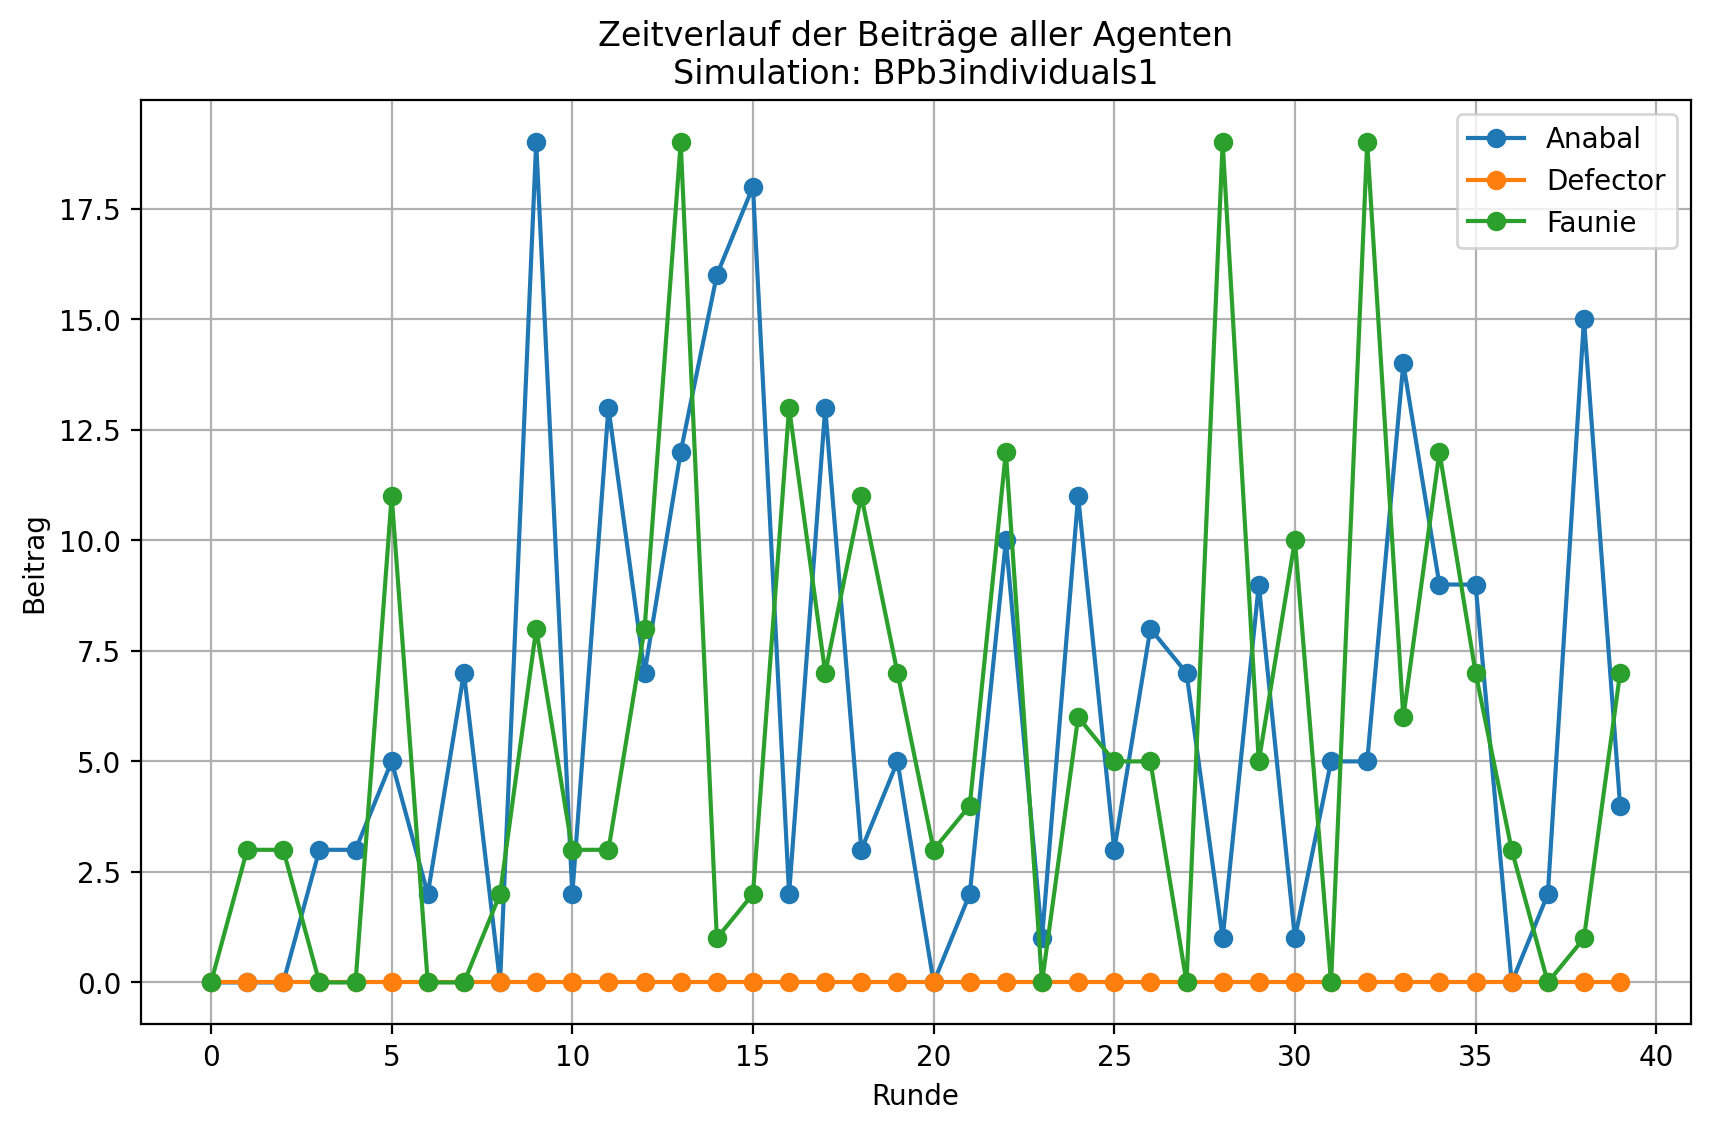 Zeitverlauf der Beiträge aller Agenten
Simulation: BPb3individuals1
Anabal
Defector
Faunie
17.5
15.0
12.5
10.0
7.5
5.0
2.5
0.0
Beitrag
0 5 10 15 20 25 30 35 40
Runde